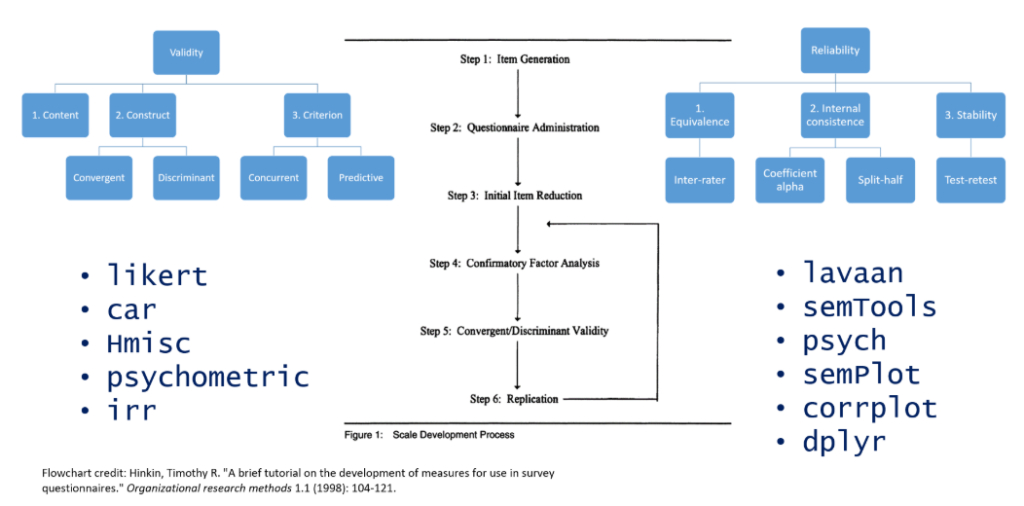 Validity
1. Content
2. Construct
3. Criterion
Convergent
Discriminant
Concurrent
Predictive
• likert
• car
• Hmisc
• psychometric
• irr
Step 1: Item Generation
Step 2: Questionnaire Administration
Step 3: Initial Item Reduction
Step 4: Confirmatory Factor Analysis
Step 5: Convergent/Discriminant Validity
Step 6: Replication
Figure 1: Scale Development Process
Reliability
1.
Equivalence
2. Internal
consistence
3. Stability
Inter-rater
Coefficient
alpha
Split-half
Test-retest
• lavaan
• semTools
• psych
• semPlot
• corrplot
• dplyr
Flowchart credit: Hinkin, Timothy R. "A brief tutorial on the development of measures for use in survey
questionnaires." Organizational research methods 1.1 (1998): 104-121.